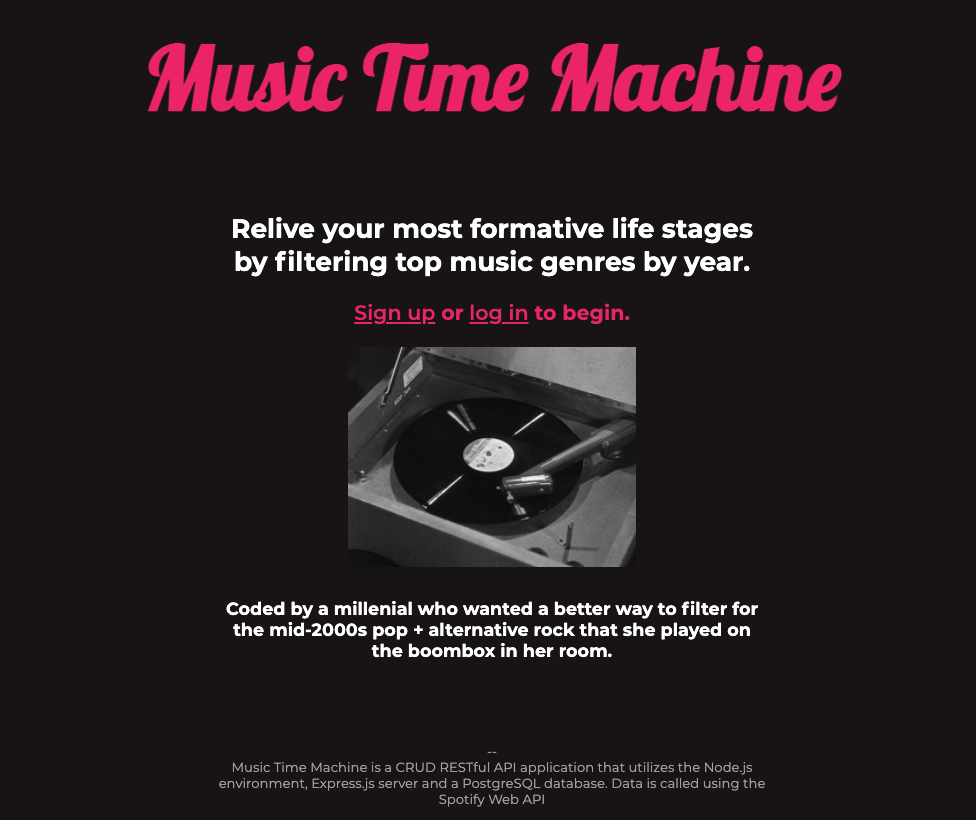 Music Time Machine
Relive your most formative life stages
by filtering top music genres by year.
Sign up or log in to begin.
Coded by a millenial who wanted a better way to filter for
the mid-2000s pop + alternative rock that she played on
the boombox in her room.
--
Music Time Machine is a CRUD RESTful API application that utilizes the Node.js
environment, Express.js server and a PostgreSQL database. Data is called using the
Spotify Web API